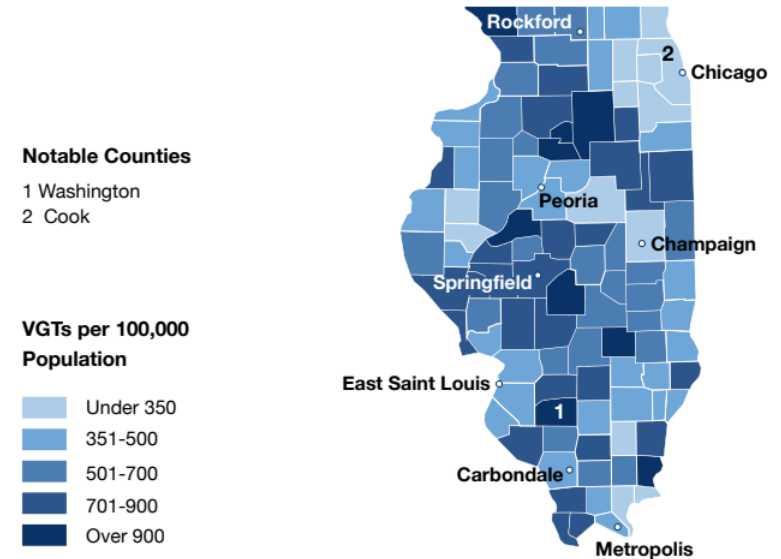 Rockford
2
Chicago
Notable Counties
1 Washington
2 Cook
Peoria
Champaign
Springfield
VGTs per 100,000
Population
Under 350
351-500
501-700
701-900
Over 900
East Saint Louis
1
Carbondale
Metropolis